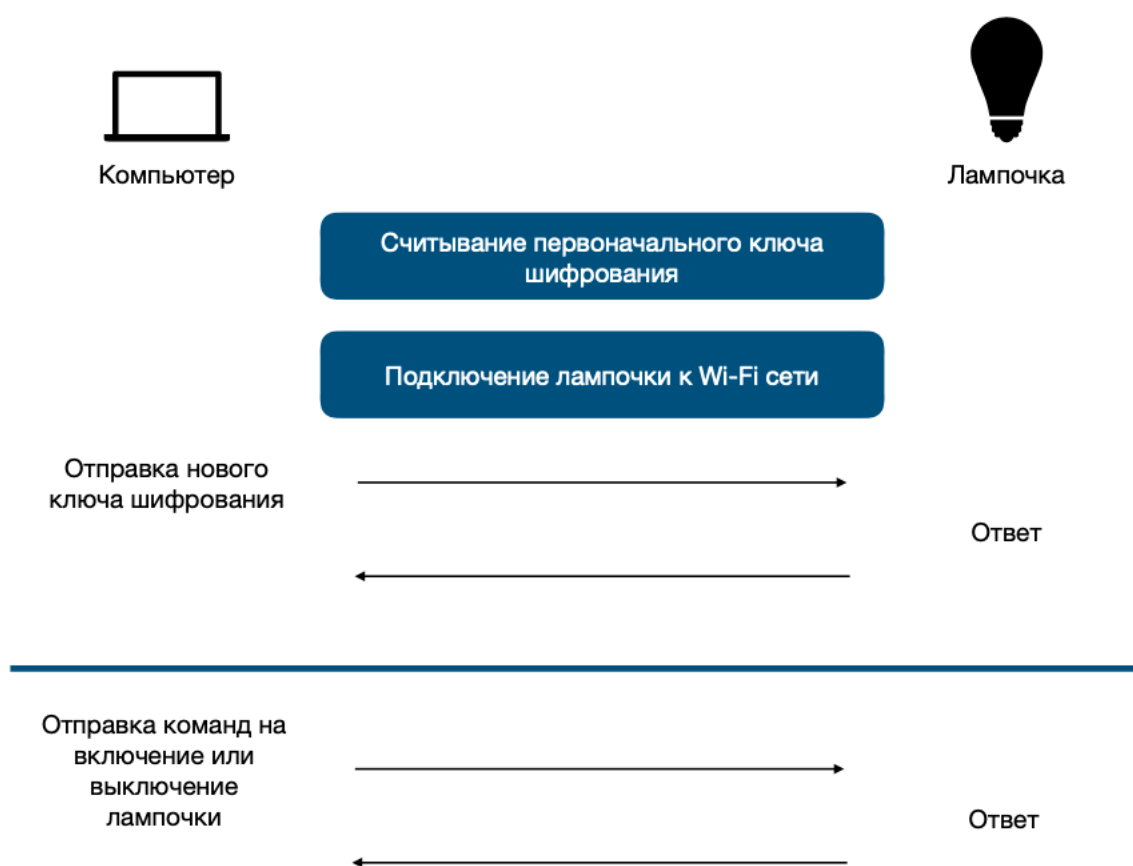 Компьютер
Лампочка
Считывание первоначального ключа
шифрования
Подключение лампочки к Wi-Fi сети
Отправка нового
ключа шифрования
Ответ
Отправка команд на
включение или
выключение
лампочки
Ответ